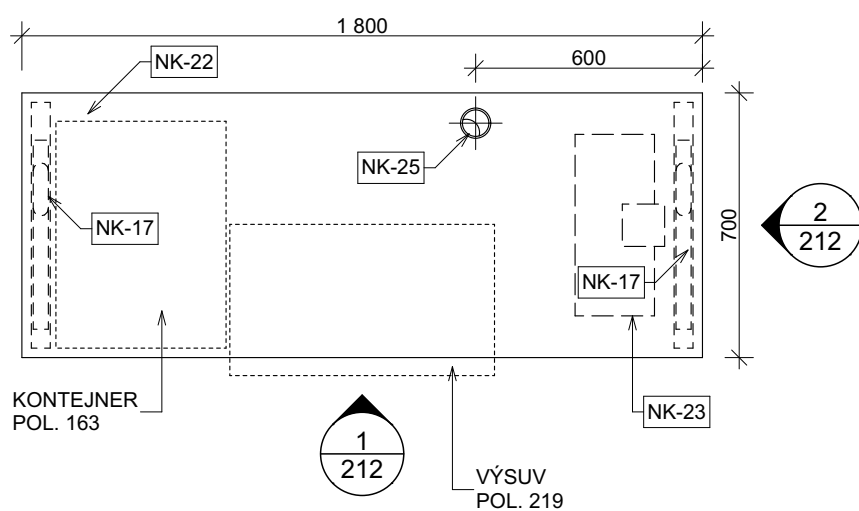 1 800
600
NK-22
NK-25
NK-17
700
2
212
NK-17
KONTEJNER
POL. 163
NK-23
1
212
VÝSUV
POL. 219